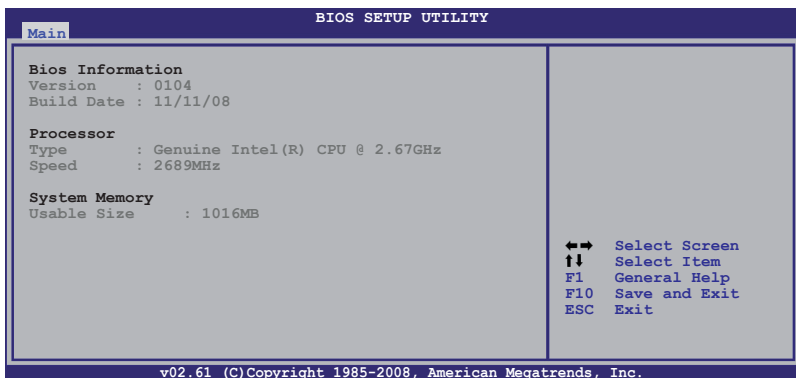 BIOS SETUP UTILITY
Main
Bios Information
Version : 0104
Build Date : 11/11/08
Processor
Type : Genuine Intel(R) CPU @ 2.67GHz
Speed : 2689MHz
System Memory
Usable Size : 1016MB
←→ Select Screen
↑↓ Select Item
F1 General Help
F10 Save and Exit
ESC Exit
v02.61 (C)Copyright 1985-2008, American Megatrends, Inc.